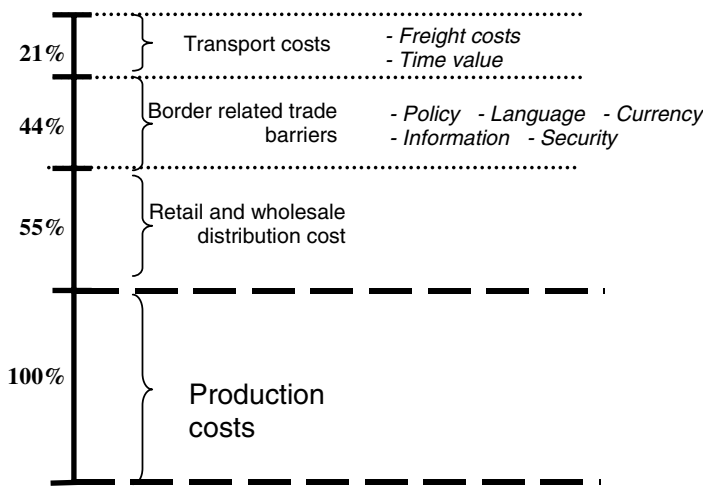 21%
Transport costs
- Freight costs
- Time value
44%
Border related trade
barriers
- Policy - Language - Currency
- Information - Security
55%
Retail and wholesale
distribution cost
100%
Production
costs